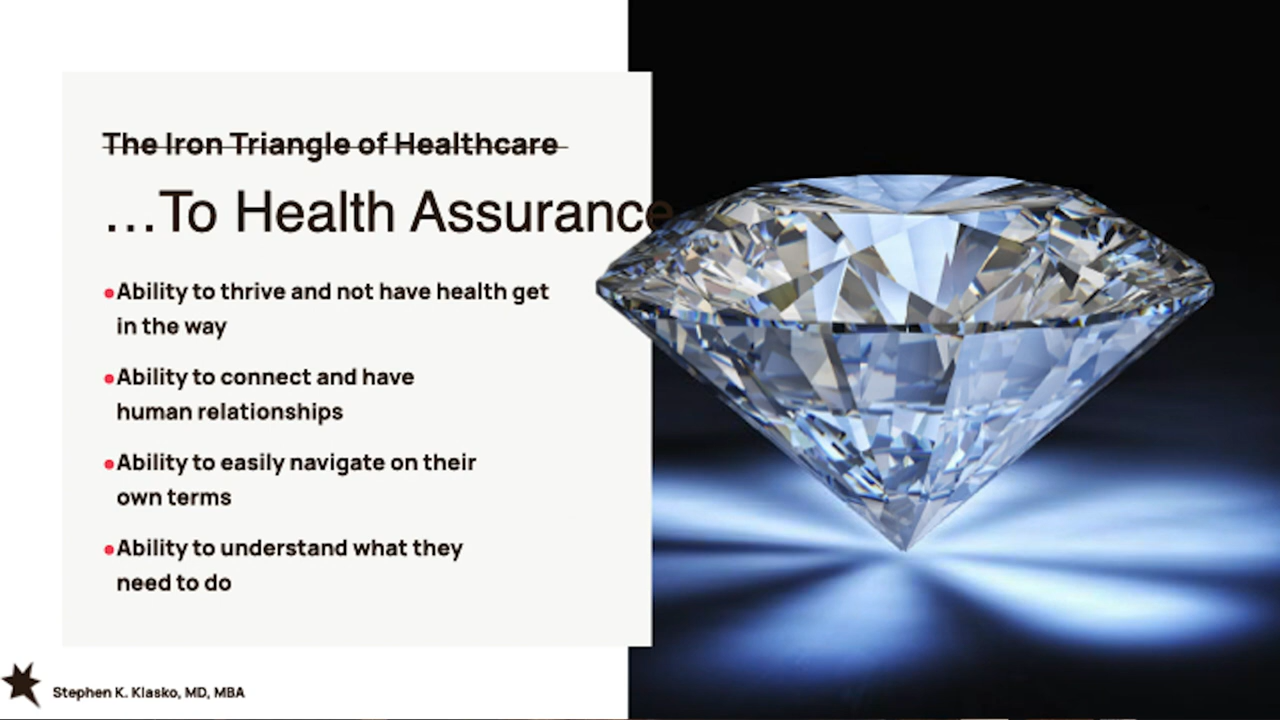 The Iron Triangle of Healthcare
...To Health Assurance
•Ability to thrive and not have health get
in the way
•Ability to connect and have
human relationships
•Ability to easily navigate on their
own terms
•Ability to understand what they
need to do
Stephen K. Klasko, MD, MBA